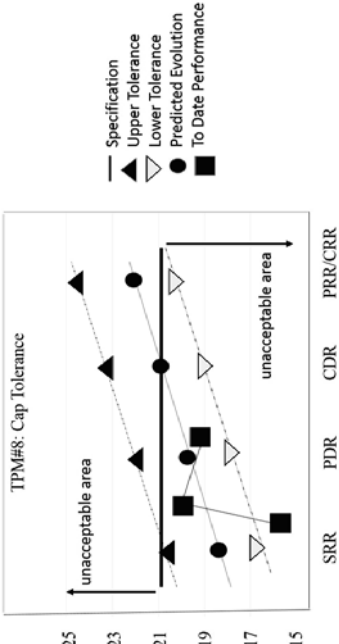 TPM#8: Cap Tolerance
25
23
21
19
17
15
unacceptable area
unacceptable area
SRR
PDR
CDR
PRR/CRR
Specification
Upper Tolerance
Lower Tolerance
Predicted Evolution
To Date Performance